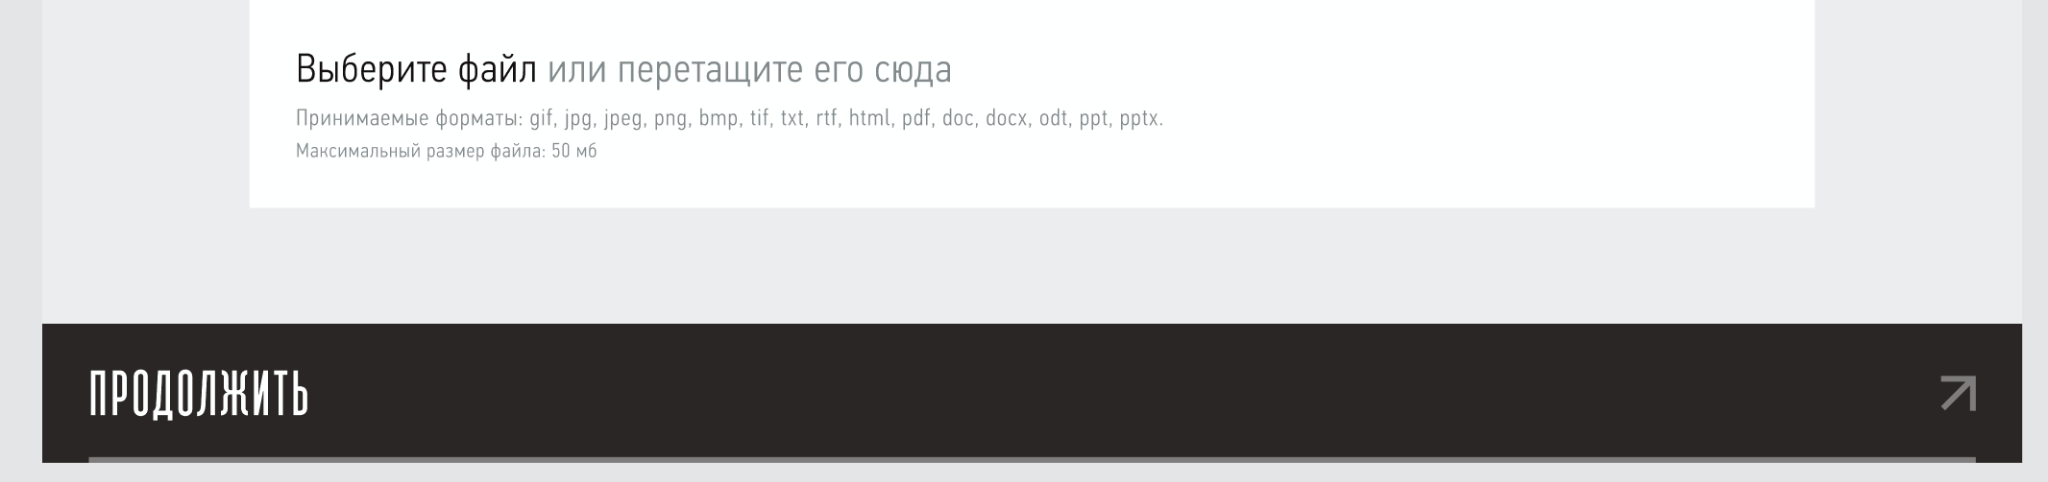 Выберите файл или перетащите его сюда
Принимаемые форматы: gif, jpg, jpeg, png, bmp, tif, txt, rtf, html, pdf, doc, docx, odt, ppt, pptx.
Максимальный размер файла: 50 мб
ПРОДОЛЖИТЬ